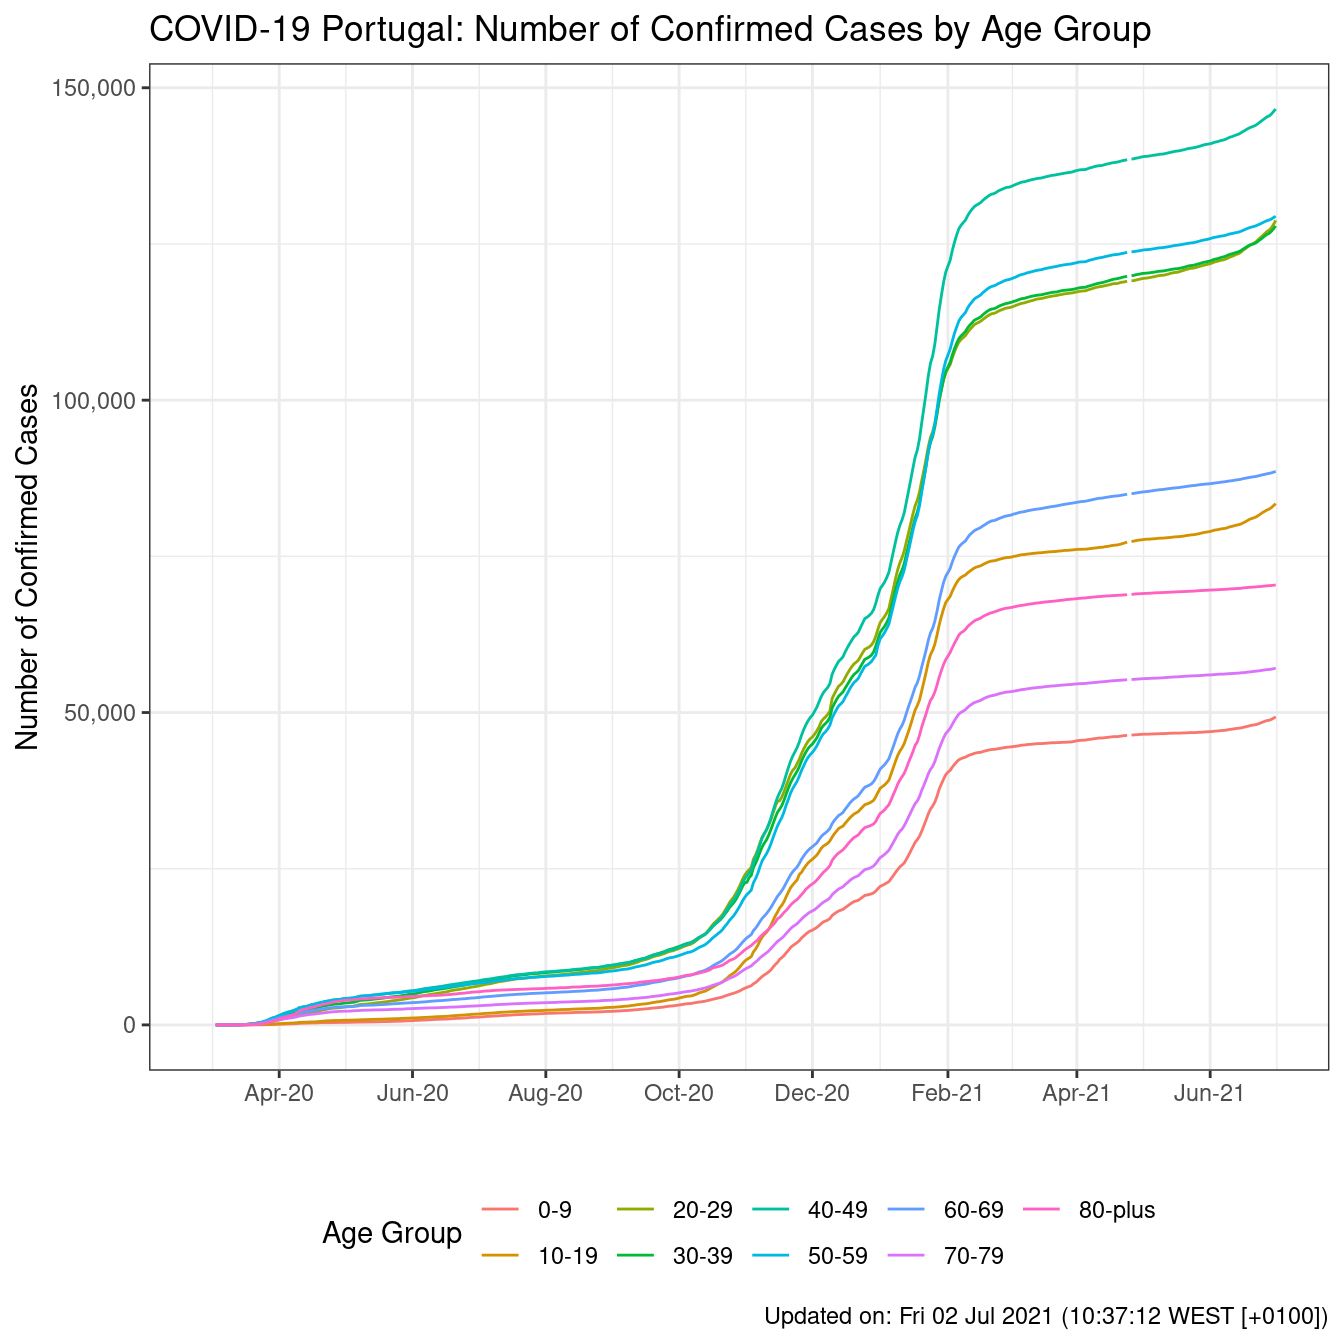 COVID-19 Portugal: Number of Confirmed Cases by Age Group
Number of Confirmed Cases
150,000
100,000
50,000
0
Apr-20 Jun-20 Aug-20 Oct-20 Dec-20 Feb-21 Apr-21 Jun-21
Age Group
0-9 20-29 40-49 60-69 80-plus
10-19 30-39 50-59 70-79
Updated on: Fri 02 Jul 2021 (10:37:12 WEST [+0100])